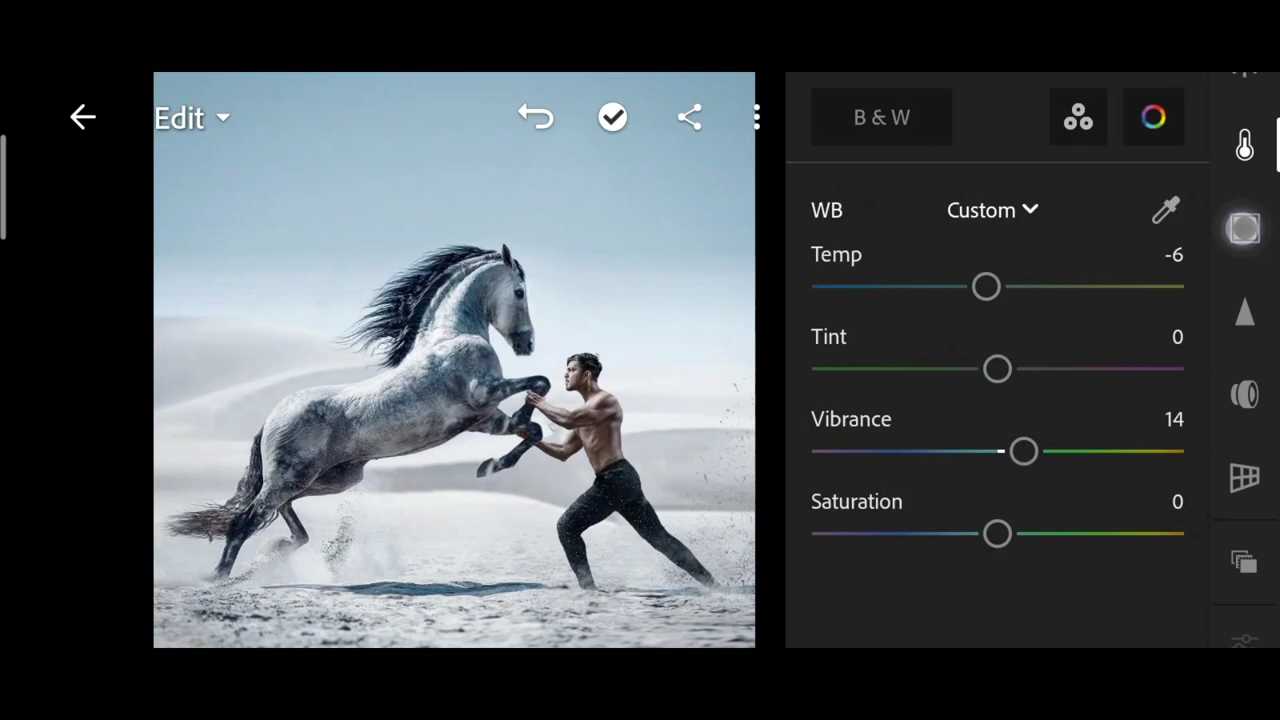 Edit
B & W
WB Custom
Temp -6
Tint 0
Vibrance 14
Saturation 0